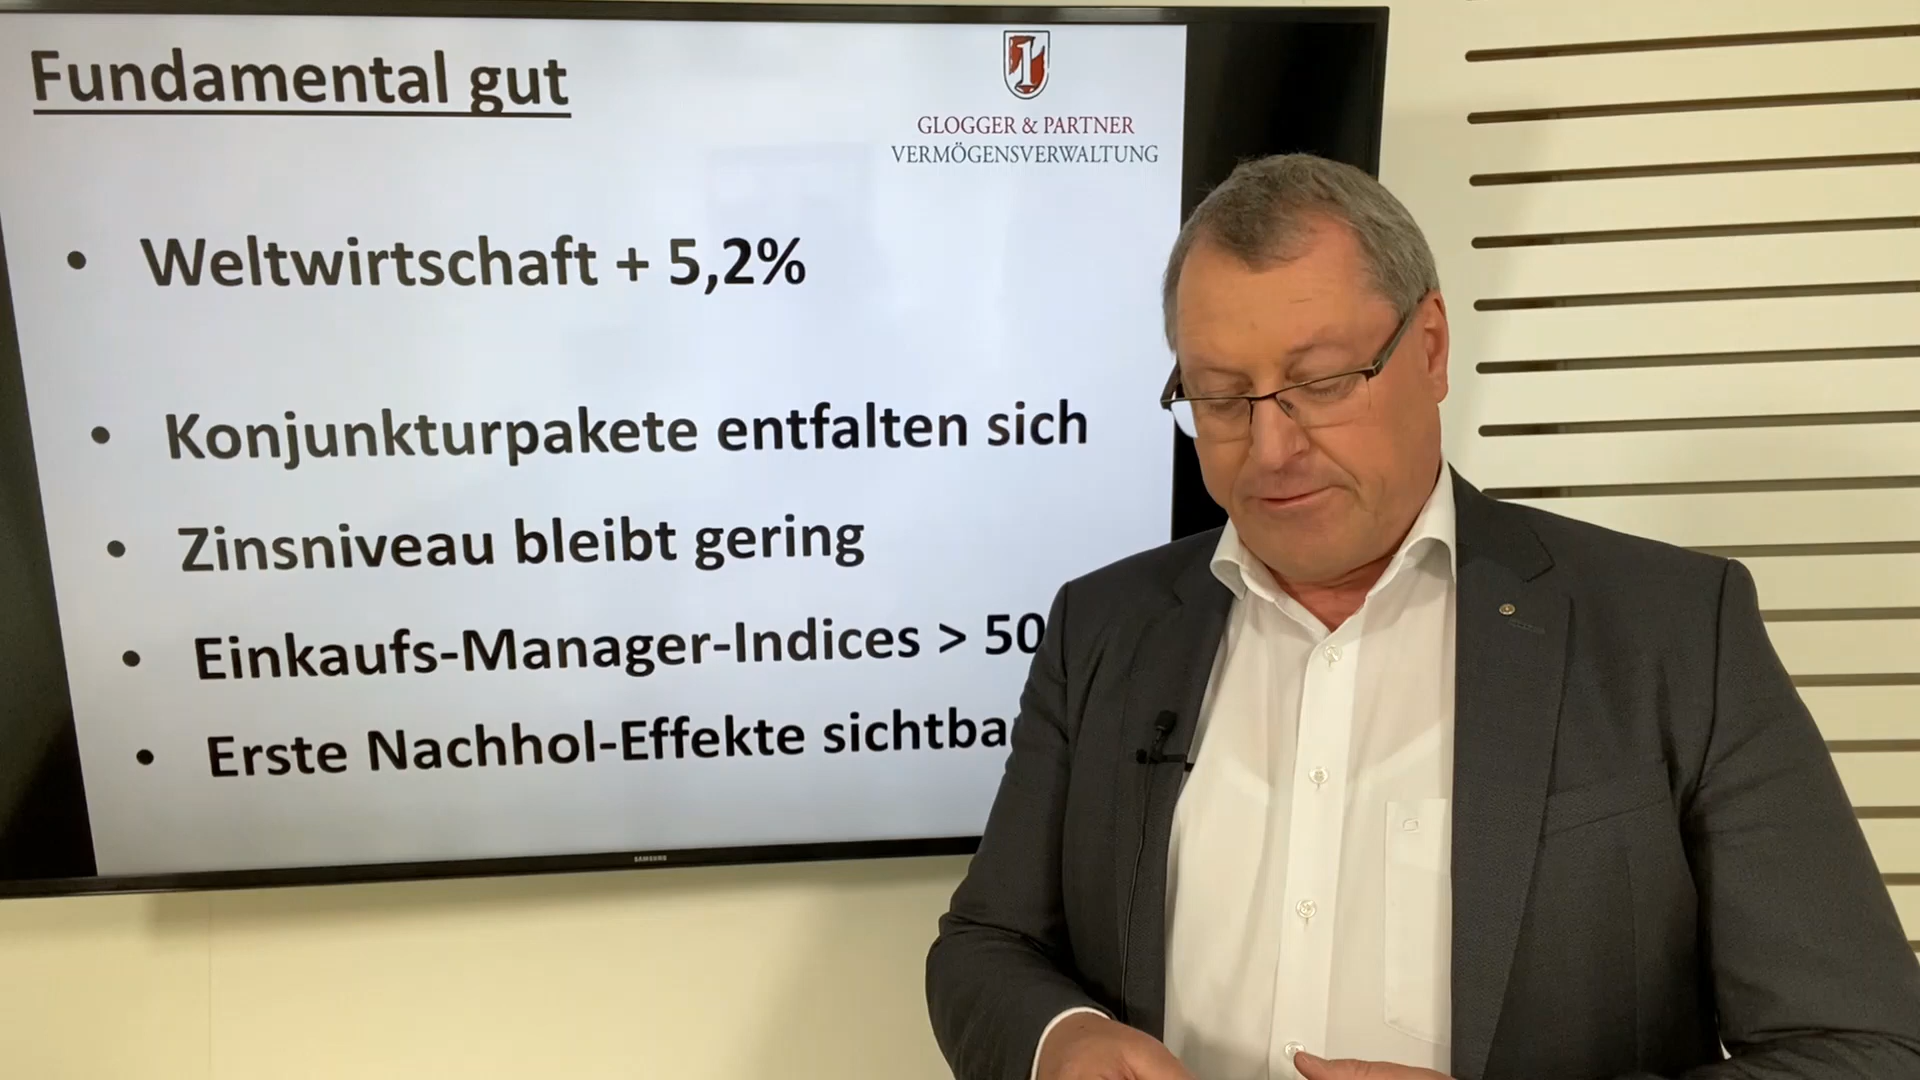 Fundamental gut
GLOGGER & PARTNER
VERMÖGENSVERWALTUNG
• Weltwirtschaft + 5,2%
• Konjunkturpakete entfalten sich
• Zinsniveau bleibt gering
• Einkaufs-Manager-Indices > 50
• Erste Nachhol-Effekte sichtba
SAMSUNG